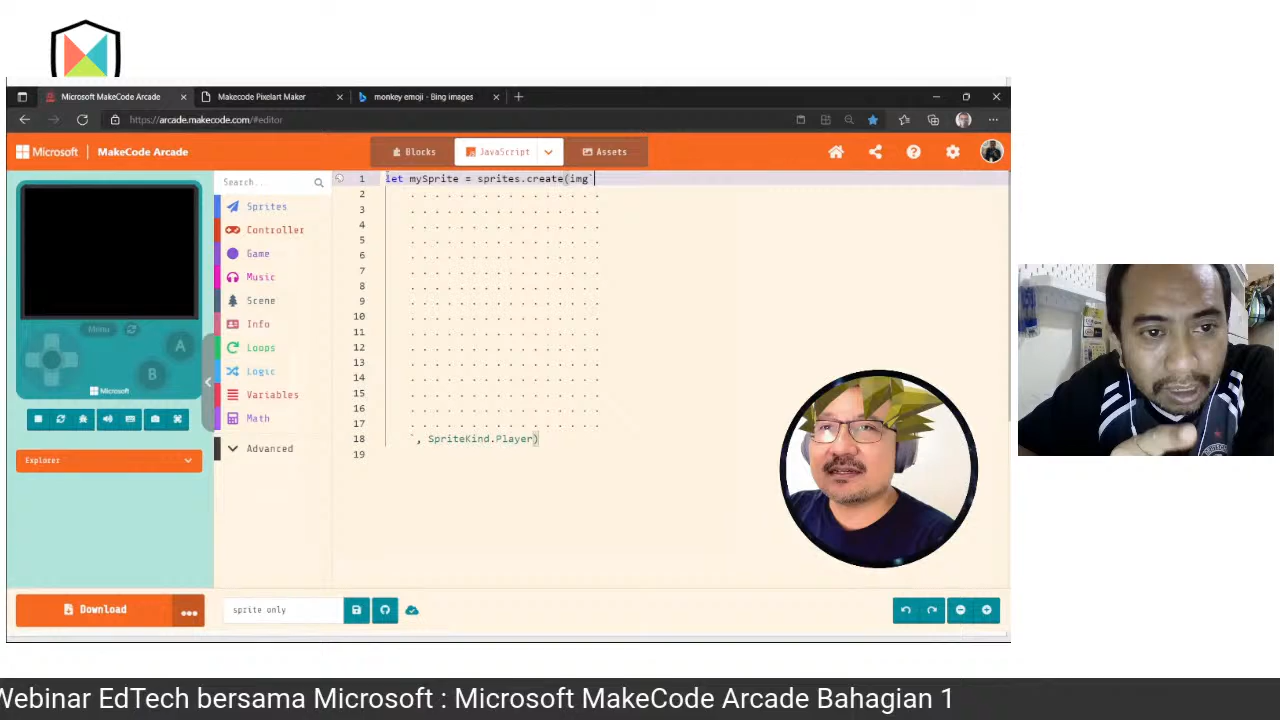 Microsoft MakeCode Arcade
Makecode Pixelart Maker
monkey emoji - Bing images
https://arcade.makecode.com/#editor
Microsoft | MakeCode Arcade
Blocks
JavaScript
Assets
Search...
Sprites
Controller
Game
Music
Scene
Info
Loops
Logic
Variables
Math
Advanced
Menu
A
B
Microsoft
Explorer
1 let mySprite = sprites.create(img`
2 . . . . . . . . . . . . . . . .
3 . . . . . . . . . . . . . . . .
4 . . . . . . . . . . . . . . . .
5 . . . . . . . . . . . . . . . .
6 . . . . . . . . . . . . . . . .
7 . . . . . . . . . . . . . . . .
8 . . . . . . . . . . . . . . . .
9 . . . . . . . . . . . . . . . .
10 . . . . . . . . . . . . . . . .
11 . . . . . . . . . . . . . . . .
12 . . . . . . . . . . . . . . . .
13 . . . . . . . . . . . . . . . .
14 . . . . . . . . . . . . . . . .
15 . . . . . . . . . . . . . . . .
16 . . . . . . . . . . . . . . . .
17 . . . . . . . . . . . . . . . .
18 `, SpriteKind.Player)
19
Download
sprite only
Webinar EdTech bersama Microsoft : Microsoft MakeCode Arcade Bahagian 1